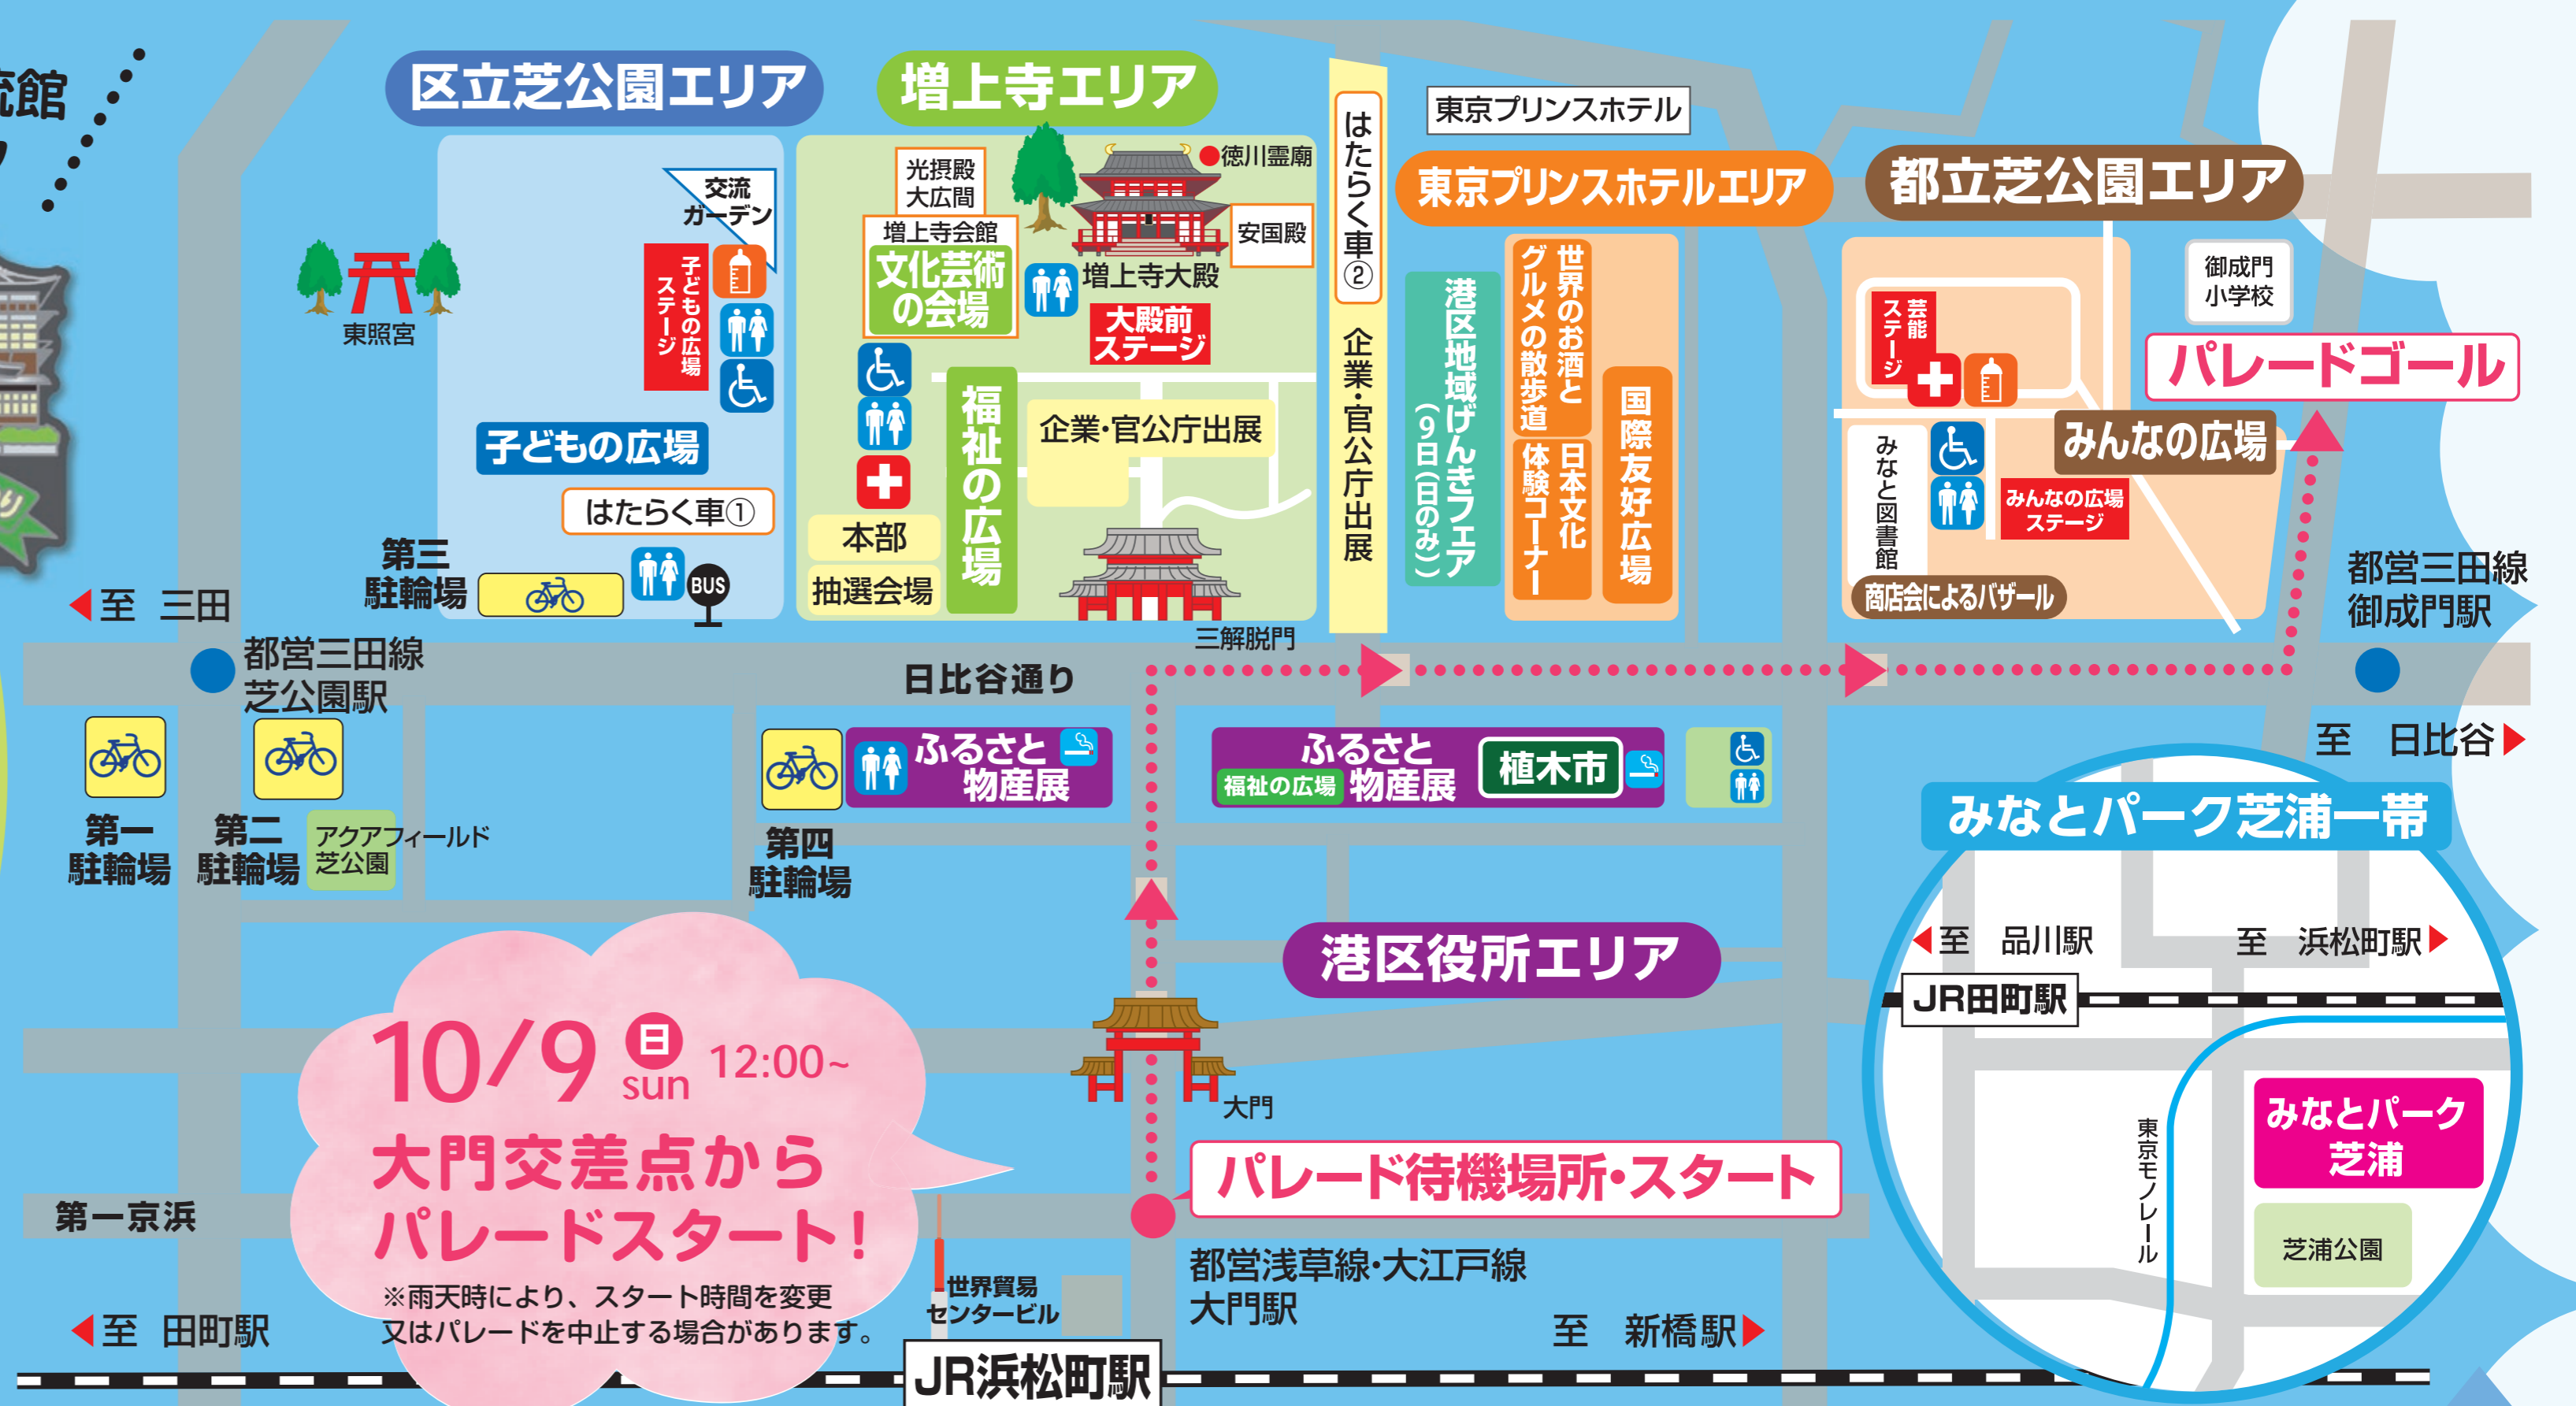 流館
区立芝公園エリア
交流
ガーデン
子どもの広場
ステージ
東照宮
子どもの広場
はたらく車①
第三
駐輪場
BUS
増上寺エリア
光摂殿
大広間
増上寺会館
文化芸術
の会場
徳川霊廟
安国殿
増上寺大殿
大殿前
ステージ
福祉の広場
企業・官公庁出展
本部
抽選会場
三解脱門
はたらく車②
企業・官公庁出展
東京プリンスホテル
東京プリンスホテルエリア
港区地域げんきフェア
(9日(日のみ))
世界のお酒と
グルメの散歩道
日本文化
体験コーナー
国際友好広場
都立芝公園エリア
芸能
ステージ
御成門
小学校
パレードゴール
みんなの広場
みんなの広場
ステージ
みなと図書館
商店会によるバザール
都営三田線
御成門駅
至 三田
都営三田線
芝公園駅
日比谷通り
至 日比谷
第一
駐輪場
第二
駐輪場
アクアフィールド
芝公園
第四
駐輪場
ふるさと
物産展
ふるさと
福祉の広場 物産展
植木市
港区役所エリア
大門
パレード待機場所・スタート
都営浅草線・大江戸線
大門駅
10/9 日 sun 12:00~
大門交差点から
パレードスタート!
※雨天時により、スタート時間を変更
又はパレードを中止する場合があります。
第一京浜
至 田町駅
世界貿易
センタービル
JR浜松町駅
至 新橋駅
みなとパーク芝浦一帯
至 品川駅
至 浜松町駅
JR田町駅
みなとパーク
芝浦
東京モノレール
芝浦公園